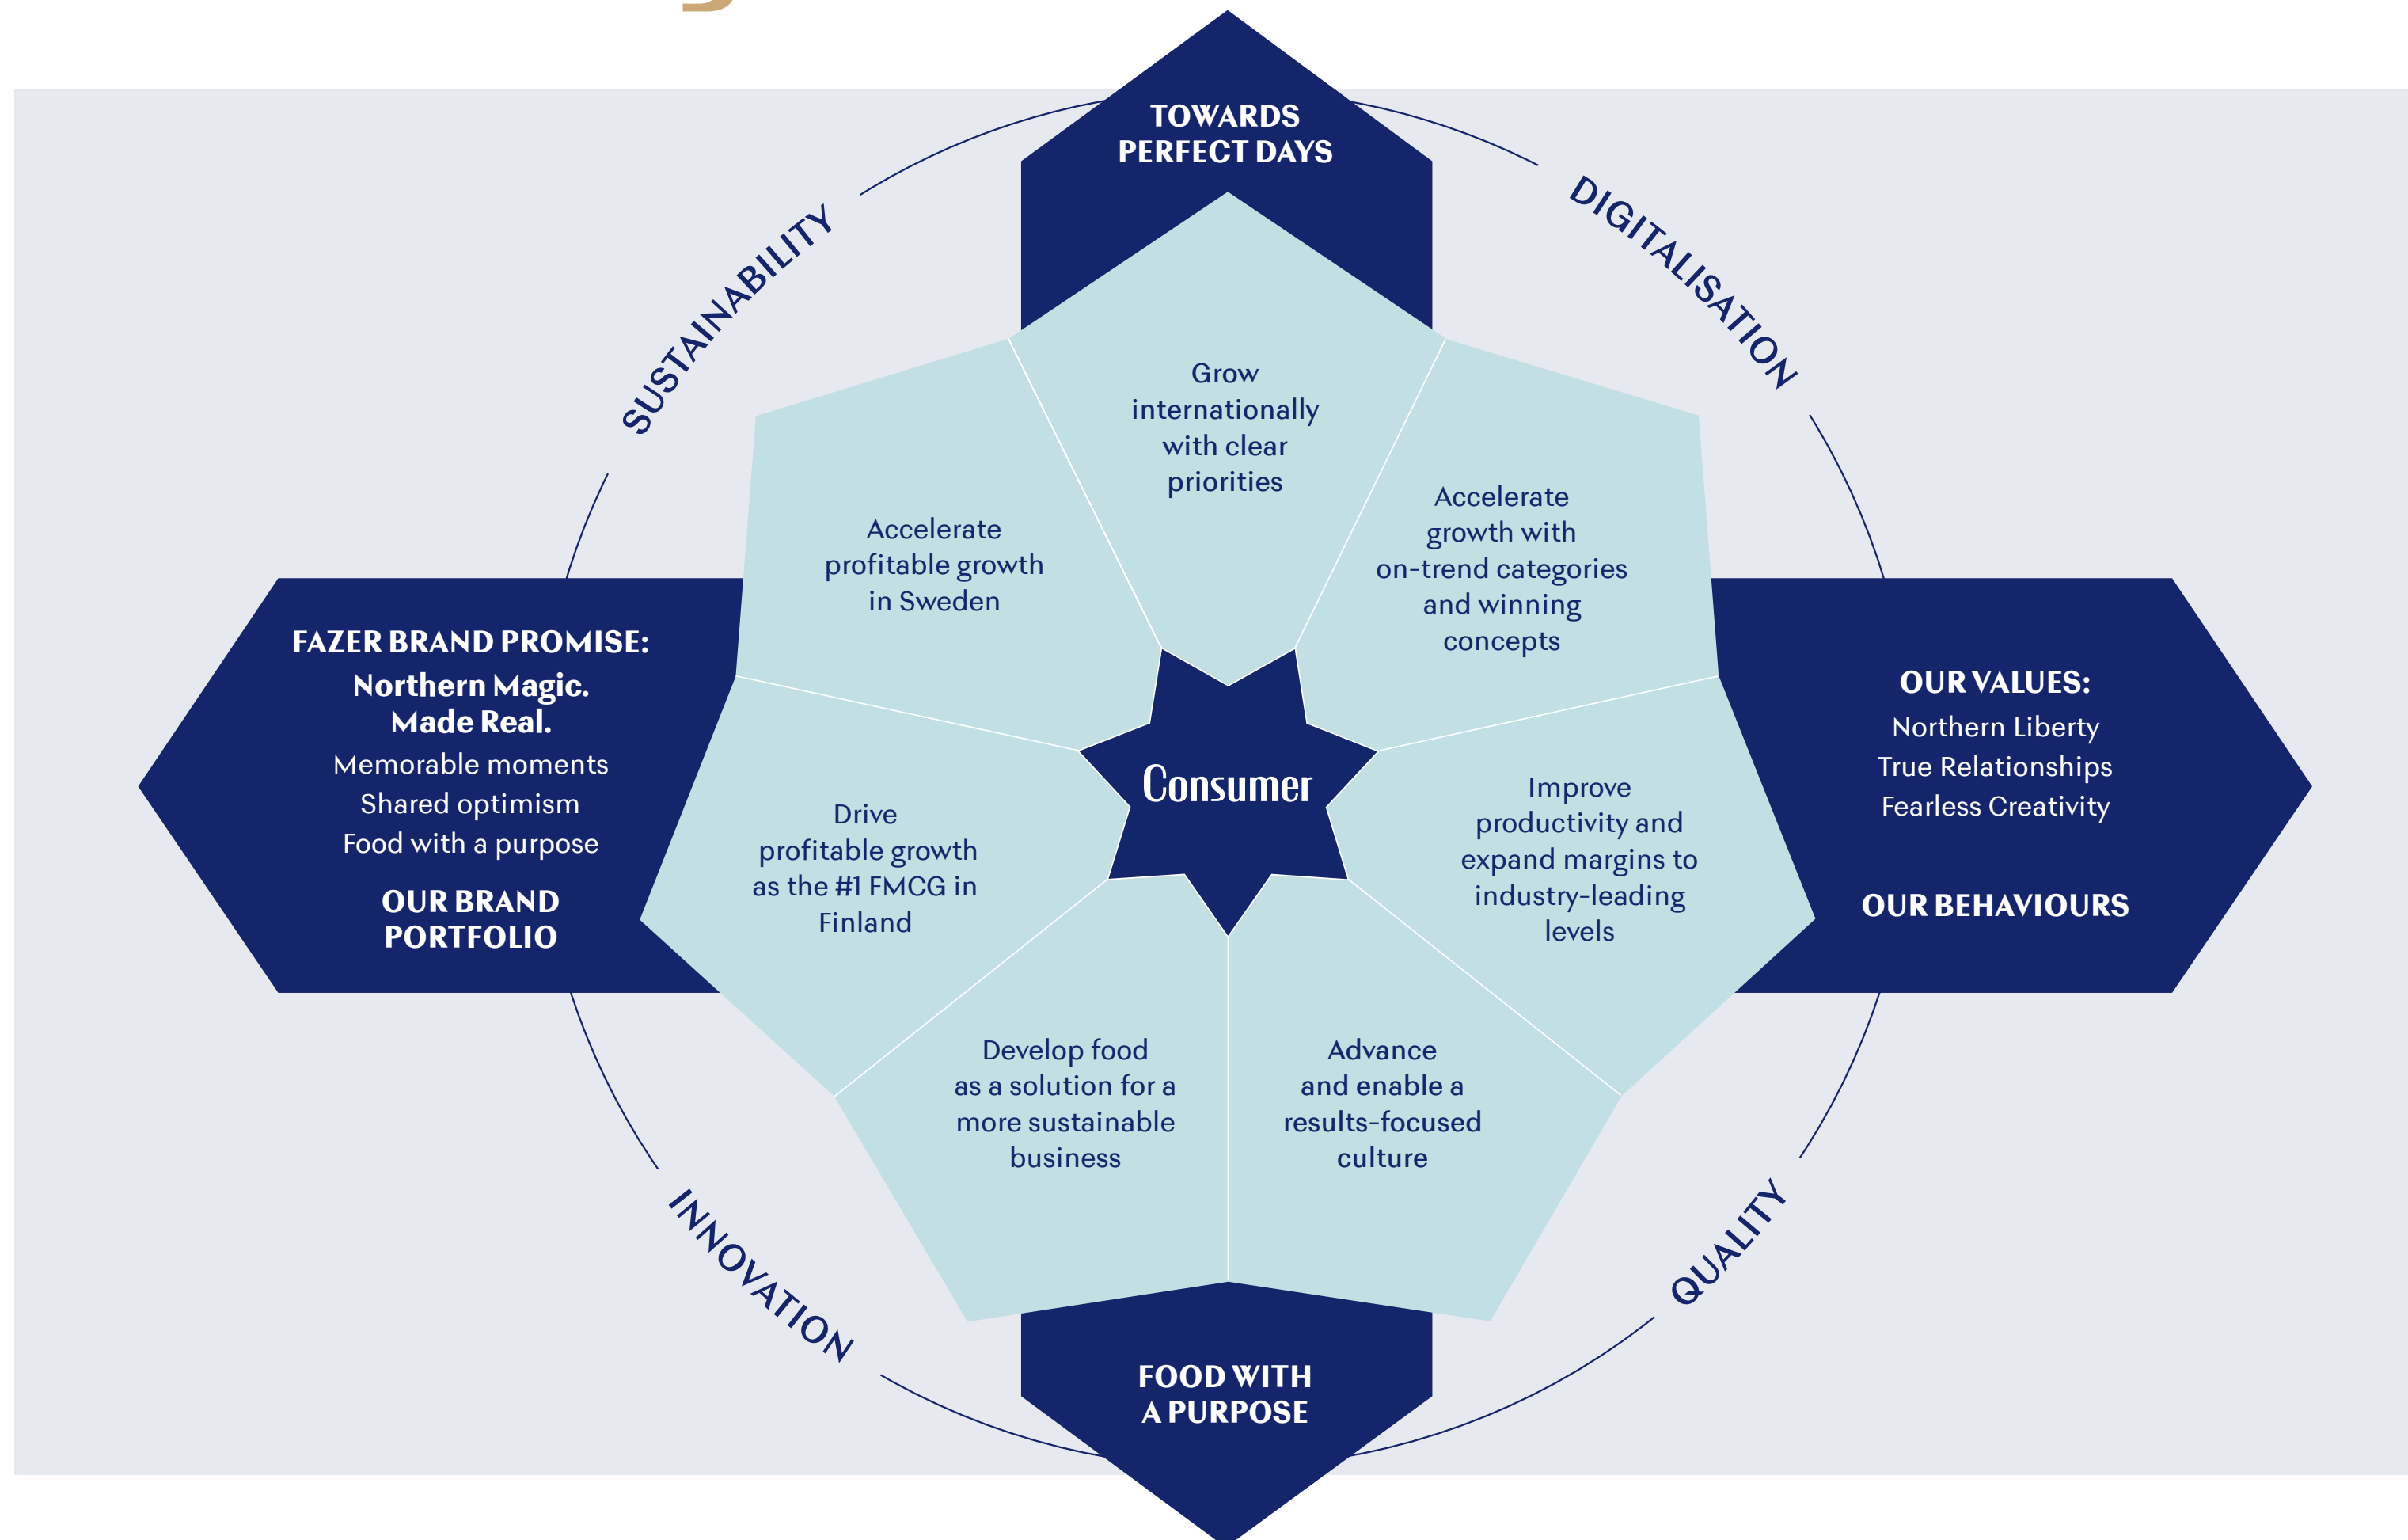 TOWARDS
PERFECT DAYS
SUSTAINABILITY
DIGITALISATION
Grow
internationally
with clear
priorities
Accelerate
profitable growth
in Sweden
Accelerate
growth with
on-trend categories
and winning
concepts
FAZER BRAND PROMISE:
Northern Magic.
Made Real.
Memorable moments
Shared optimism
Food with a purpose
OUR BRAND
PORTFOLIO
Consumer
OUR VALUES:
Northern Liberty
True Relationships
Fearless Creativity
OUR BEHAVIOURS
Drive
profitable growth
as the #1 FMCG in
Finland
Improve
productivity and
expand margins to
industry-leading
levels
Develop food
as a solution for a
more sustainable
business
Advance
and enable a
results-focused
culture
INNOVATION
QUALITY
FOOD WITH
A PURPOSE